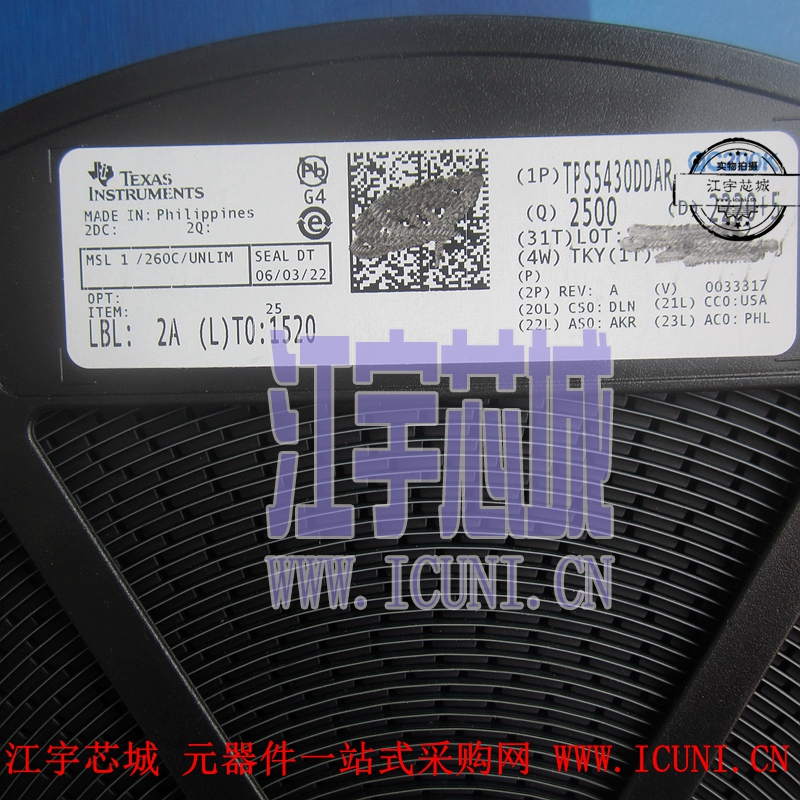 TEXAS
INSTRUMENTS
MADE IN: Philippines
2DC: 2Q:
MSL 1 /260C/UNLIM
SEAL DT
06/03/22
OPT:
ITEM: 25
LBL: 2A (L)TO:1520
Pb
G4
e
(1P) TPS5430DDAR
(Q) 2500 (D)
(31T)LOT:
(4W) TKY(1T)
(P)
(2P) REV: A (V) 0033317
(20L) CSO: DLN (21L) CCO:USA
(22L) ASO: AKR (23L) ACO: PHL
实物拍摄
江宇芯城
江宇芯城
WWW.ICUNI.CN
江宇芯城 元器件一站式采购网 WWW.ICUNI.CN